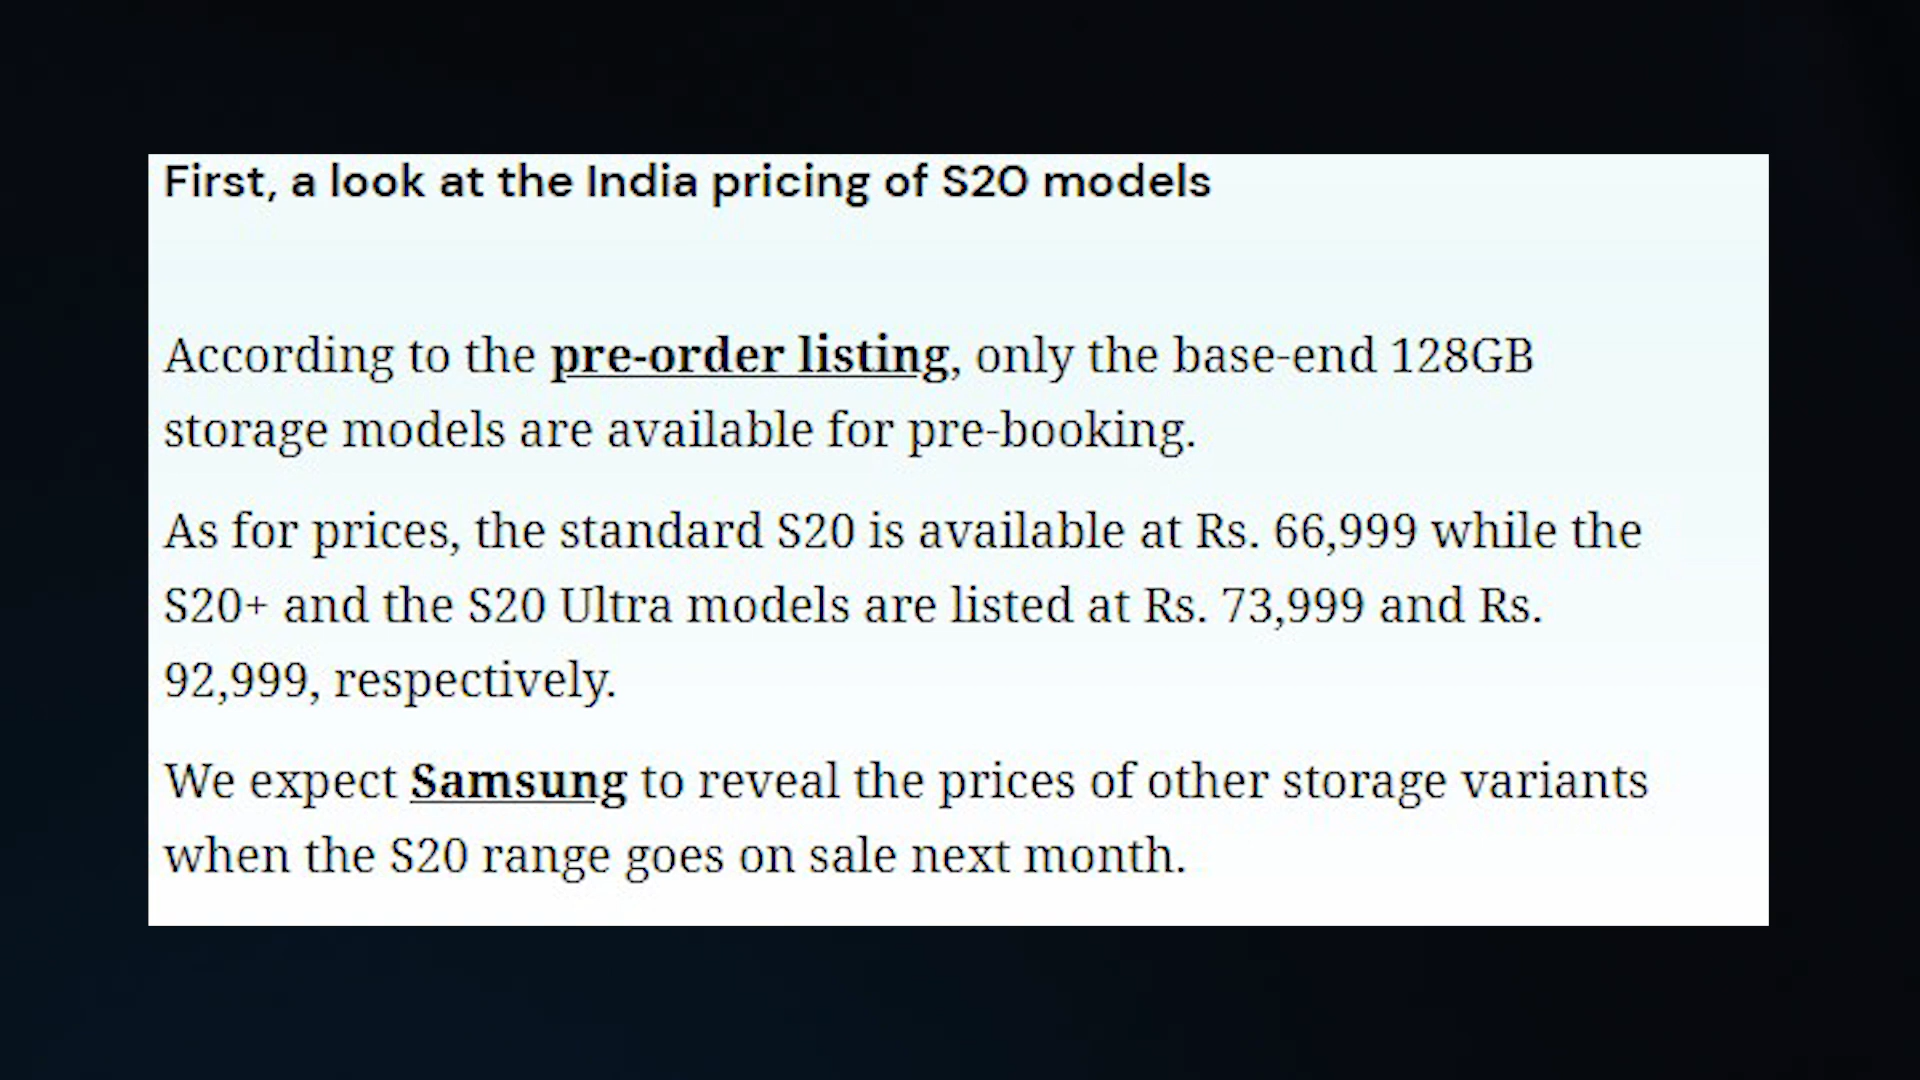 First, a look at the India pricing of S20 models
According to the pre-order listing, only the base-end 128GB
storage models are available for pre-booking.
As for prices, the standard S20 is available at Rs. 66,999 while the
S20+ and the S20 Ultra models are listed at Rs. 73,999 and Rs.
92,999, respectively.
We expect Samsung to reveal the prices of other storage variants
when the S20 range goes on sale next month.